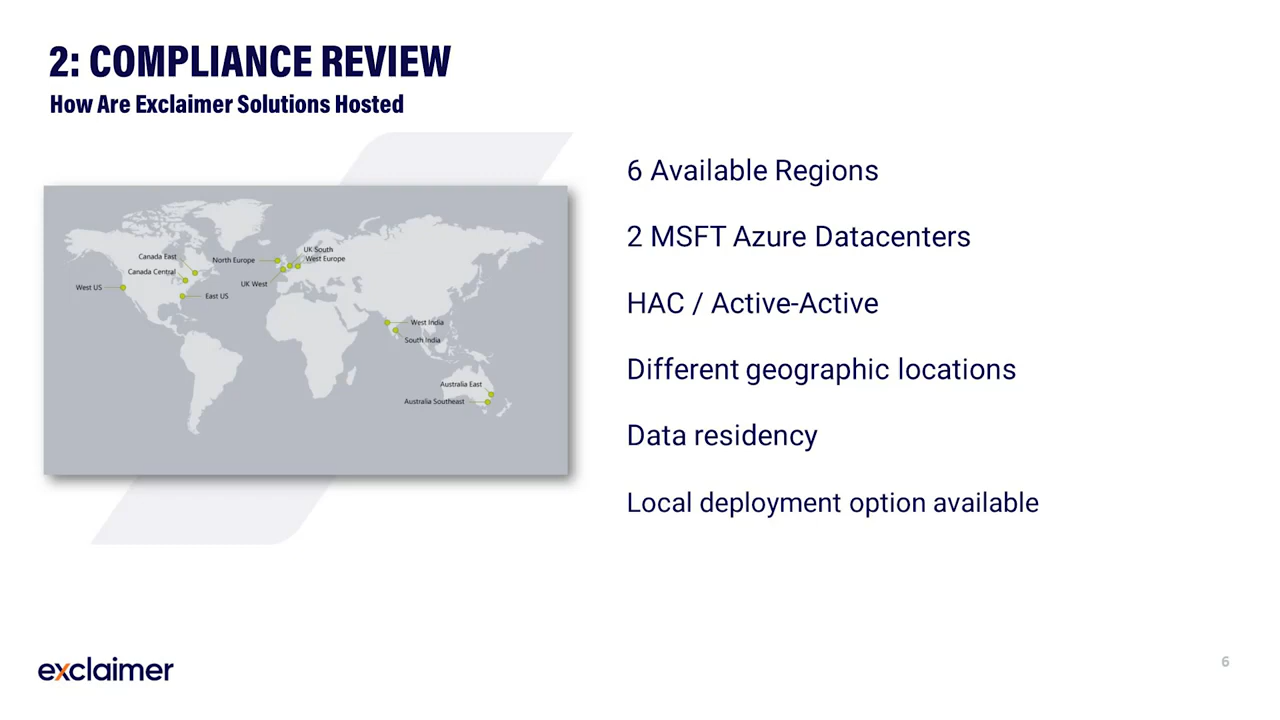 2: COMPLIANCE REVIEW
How Are Exclaimer Solutions Hosted
Canada East
Canada Central
West US
East US
North Europe
UK South
West Europe
UK West
West India
South India
Australia East
Australia Southeast
6 Available Regions
2 MSFT Azure Datacenters
HAC / Active-Active
Different geographic locations
Data residency
Local deployment option available
exclaimer
6